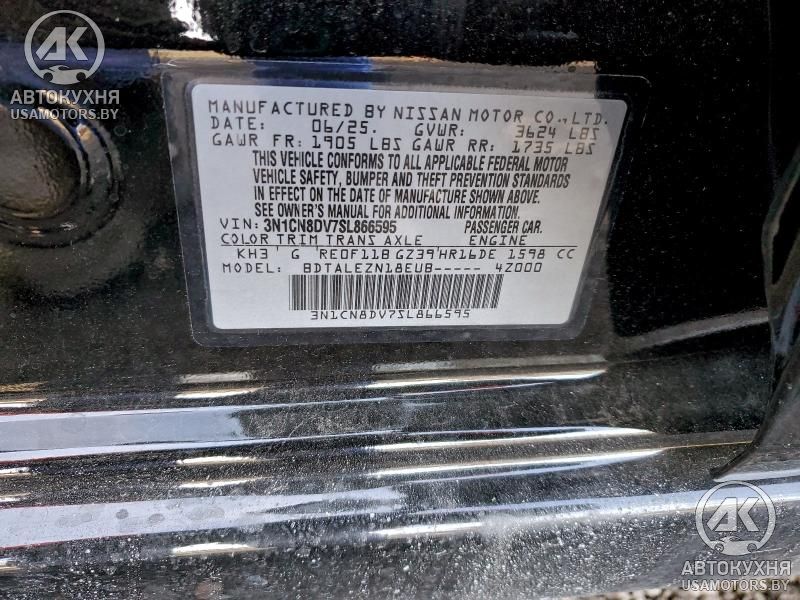 AK
АВТОКУХНЯ
USAMOTORS.BY
MANUFACTURED BY NISSAN MOTOR CO., LTD.
DATE: 06/25. GVWR: 3624 LBS
GAWR FR: 1905 LBS GAWR RR: 1735 LBS
THIS VEHICLE CONFORMS TO ALL APPLICABLE FEDERAL MOTOR
VEHICLE SAFETY, BUMPER AND THEFT PREVENTION STANDARDS
IN EFFECT ON THE DATE OF MANUFACTURE SHOWN ABOVE.
SEE OWNER'S MANUAL FOR ADDITIONAL INFORMATION.
VIN: 3N1CN8DV7SL866595 PASSENGER CAR.
COLOR TRIM TRANS AXLE ENGINE
KH3 G RE0F11B GZ39 HR16DE 1598 CC
MODEL: BDTALEZN18EUB----- 4Z000
3N1CN8DV7SL866595
AK
АВТОКУХНЯ
USAMOTORS.BY